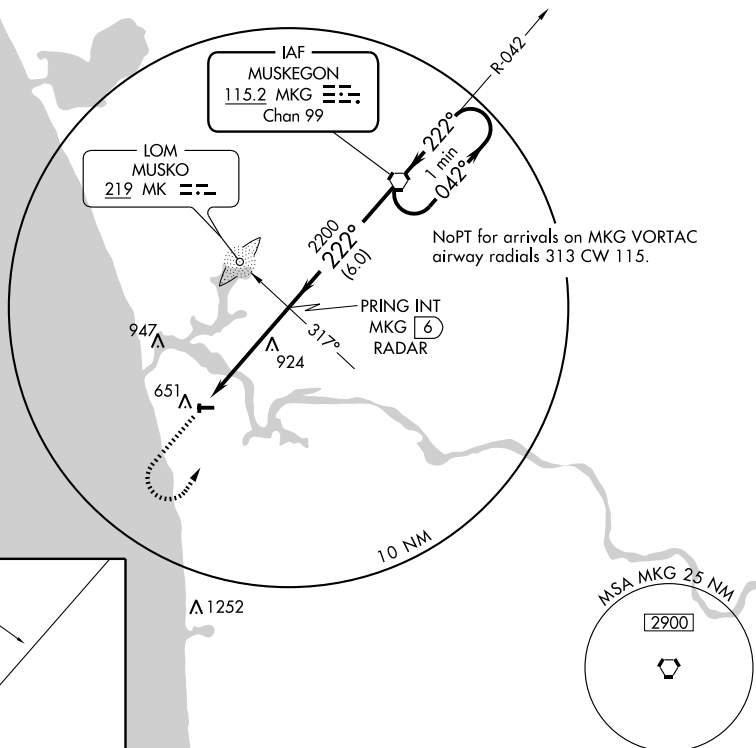 IAF
MUSKEGON
115.2 MKG
Chan 99
R-042
222°
1 min
042°
LOM
MUSKO
219 MK
2200
222°
(6.0)
NoPT for arrivals on MKG VORTAC
airway radials 313 CW 115.
PRING INT
MKG 6
RADAR
317°
947
924
651
10 NM
1252
MSA MKG 25 NM
2900